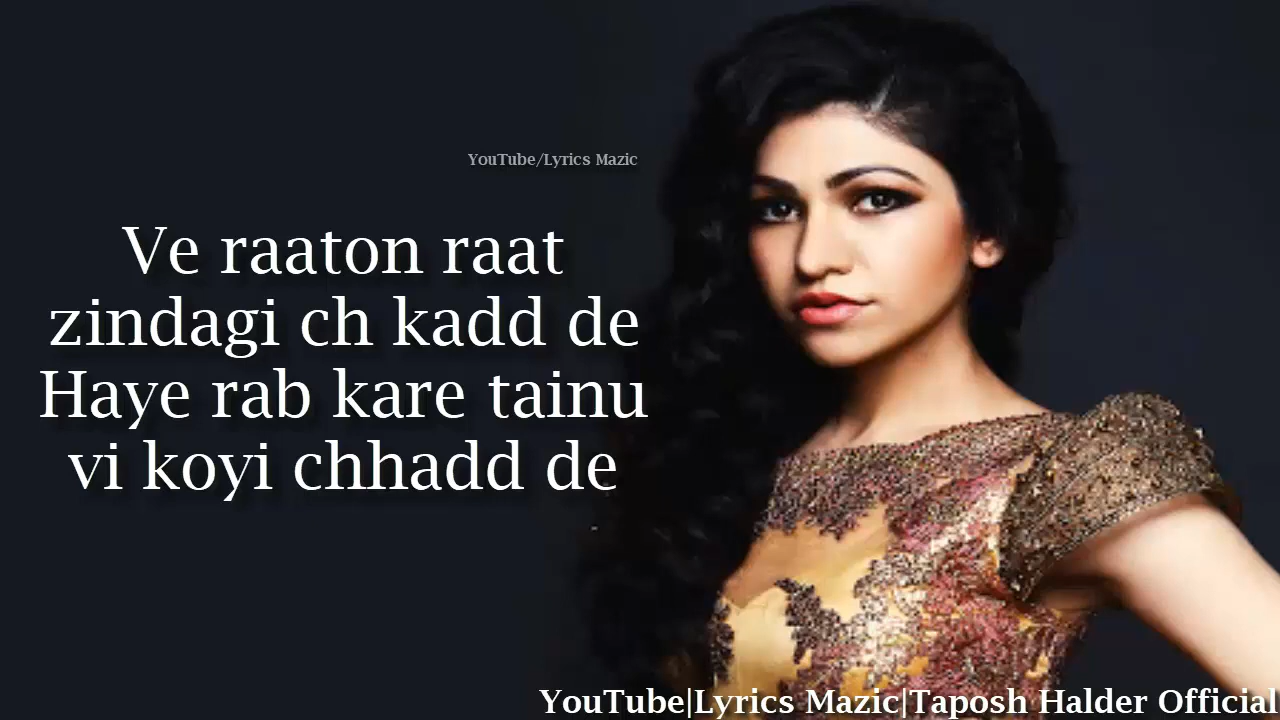 YouTube/Lyrics Mazic
Ve raaton raat
zindagi ch kadd de
Haye rab kare tainu
vi koyi chhadd de
YouTube|Lyrics Mazic|Taposh Halder Official